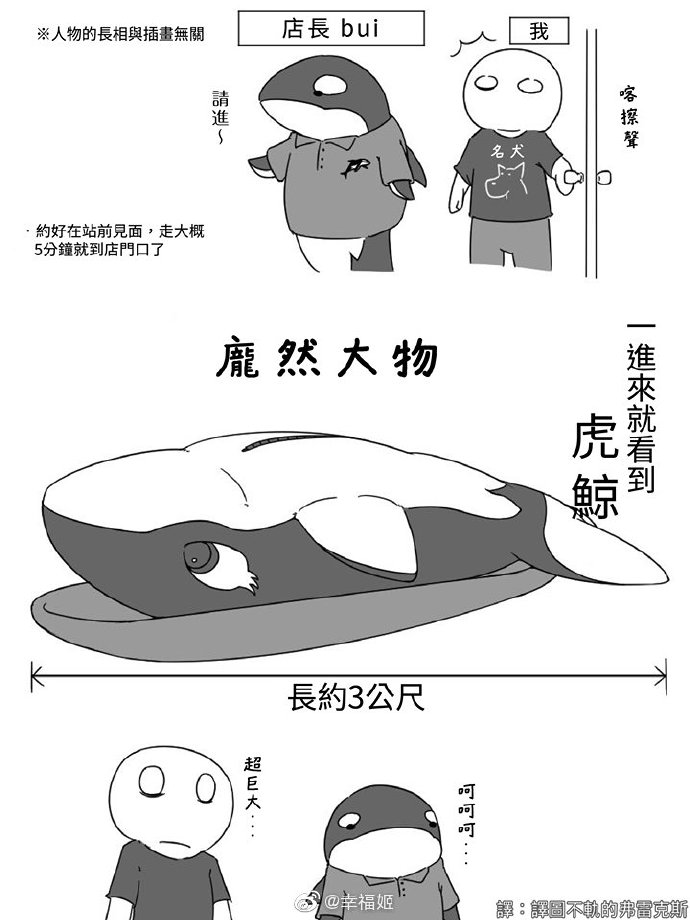 ※人物的長相與插畫無關
店長 bui
我
請進～
喀擦聲
名犬
·約好在站前見面，走大概
5分鐘就到店門口了
一進來就看到
虎鯨
龐然大物
長約3公尺
超巨大...
呵呵呵...
@幸福姬
譯：譯圖不軌的弗雷克斯